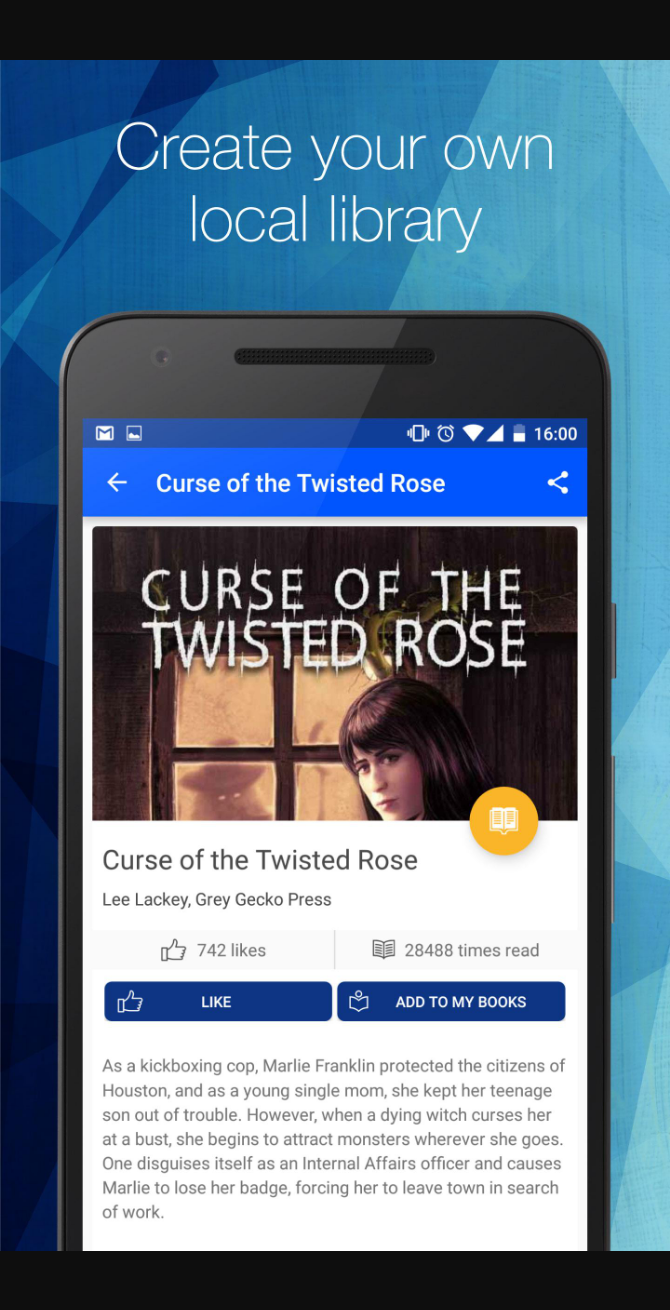 Create your own
local library
16:00
Curse of the Twisted Rose
CURSE OF THE
TWISTED ROSE
Curse of the Twisted Rose
Lee Lackey, Grey Gecko Press
742 likes
28488 times read
LIKE
ADD TO MY BOOKS
As a kickboxing cop, Marlie Franklin protected the citizens of
Houston, and as a young single mom, she kept her teenage
son out of trouble. However, when a dying witch curses her
at a bust, she begins to attract monsters wherever she goes.
One disguises itself as an Internal Affairs officer and causes
Marlie to lose her badge, forcing her to leave town in search
of work.